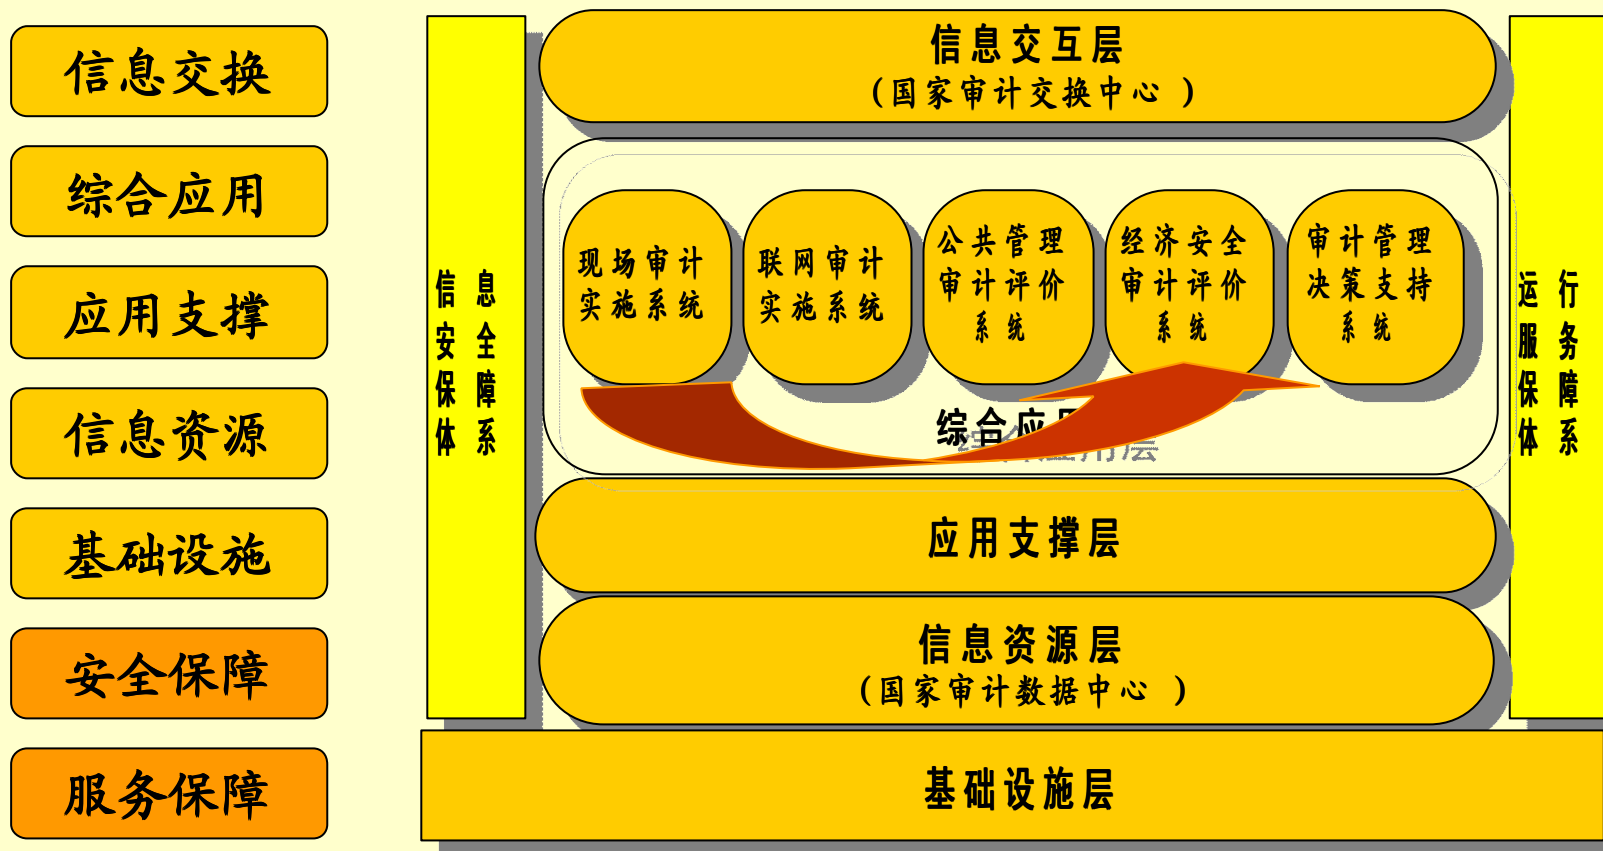 信息交换
综合应用
应用支撑
信息资源
基础设施
安全保障
服务保障
信息
安全
保障
体系
信息交互层
（国家审计交换中心 ）
现场审计
实施系统
联网审计
实施系统
公共管理
审计评价
系统
经济安全
审计评价
系统
审计管理
决策支持
系统
综合应用层
应用支撑层
信息资源层
（国家审计数据中心 ）
基础设施层
运行
服务
保障
体系